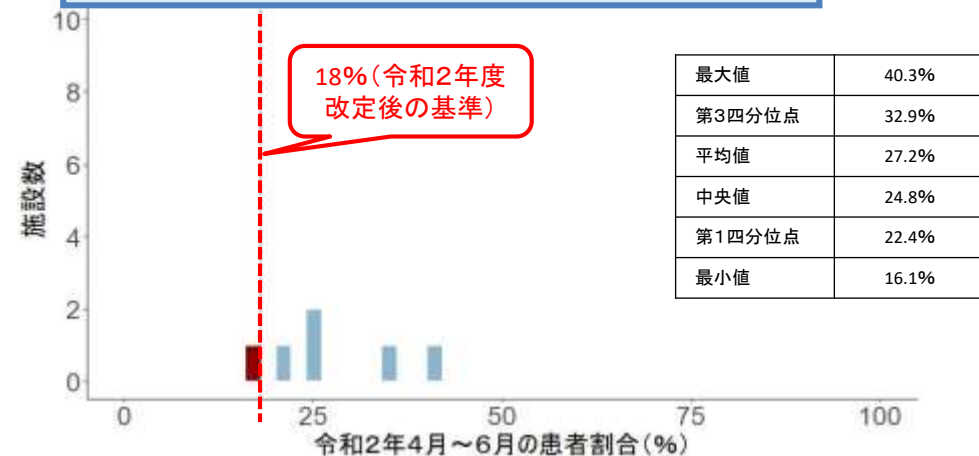 18%(令和2年度
改定後の基準)
最大値 40.3%
第3四分位点 32.9%
平均値 27.2%
中央値 24.8%
第1四分位点 22.4%
最小値 16.1%
施設数
10
8
6
4
2
0
0 25 50 75 100
令和2年4月～6月の患者割合(%)